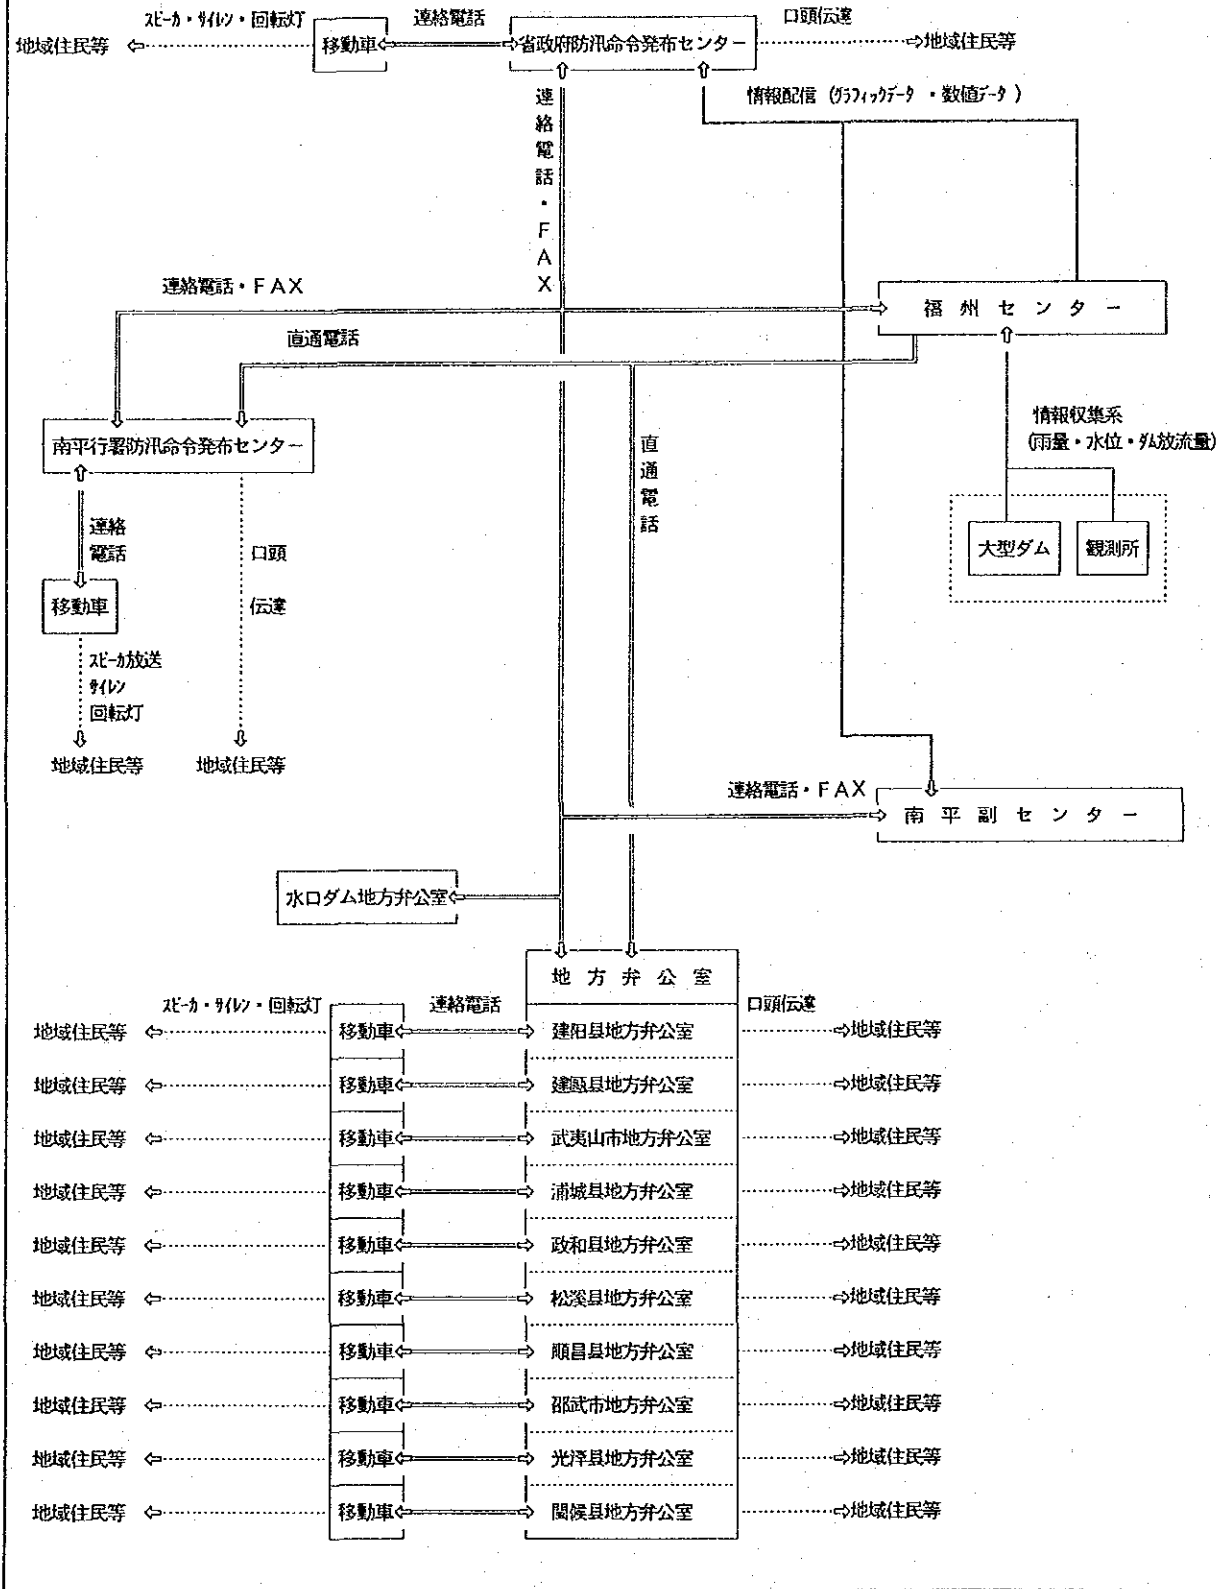 スピーカ・サイレン・回転灯
連絡電話
口頭伝達
地域住民等
移動車
省政府防汛命令発布センター
地域住民等
情報配信(グラフィックデータ ・数値データ)
連絡電話・FAX
連絡電話・FAX
福州センター
直通電話
情報収集系
(雨量・水位・ダム放流量)
南平行署防汛命令発布センター
直通電話
連絡
電話
口頭
伝達
大型ダム
観測所
移動車
スピーカ放送
サイレン
回転灯
地域住民等
地域住民等
連絡電話・FAX
南平副センター
水口ダム地方弁公室
地方弁公室
スピーカ・サイレン・回転灯
連絡電話
口頭伝達
地域住民等 移動車 建阳县地方弁公室 地域住民等
地域住民等 移動車 建瓯县地方弁公室 地域住民等
地域住民等 移動車 武夷山市地方弁公室 地域住民等
地域住民等 移動車 浦城县地方弁公室 地域住民等
地域住民等 移動車 政和县地方弁公室 地域住民等
地域住民等 移動車 松溪县地方弁公室 地域住民等
地域住民等 移動車 順昌县地方弁公室 地域住民等
地域住民等 移動車 邵武市地方弁公室 地域住民等
地域住民等 移動車 光泽县地方弁公室 地域住民等
地域住民等 移動車 閩候县地方弁公室 地域住民等